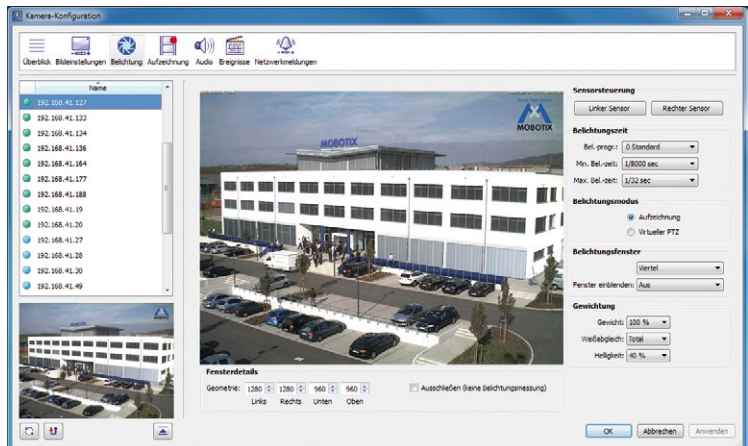 Kamera-Konfiguration
Überblick Bildeinstellungen Belichtung Aufzeichnung Audio Ereignisse Netzwerkmeldungen
Name
192.168.41.127
192.168.41.133
192.168.41.134
192.168.41.136
192.168.41.164
192.168.41.177
192.168.41.188
192.168.41.19
192.168.41.20
192.168.41.27
192.168.41.28
192.168.41.30
192.168.41.49
MOBOTIX
MOBOTIX
Fensterdetails
Geometrie: 1280 1280 960 960
Links Rechts Unten Oben
Ausschließen (keine Belichtungsmessung)
Sensorsteuerung
Linker Sensor Rechter Sensor
Belichtungszeit
Bel.-progr.: 0 Standard
Min. Bel.-zeit: 1/8000 sec
Max. Bel.-zeit: 1/32 sec
Belichtungsmodus
Aufzeichnung
Virtueller PTZ
Belichtungsfenster
Viertel
Fenster einblenden: Aus
Gewichtung
Gewicht: 100 %
Weißabgleich: Total
Helligkeit: 40 %
OK Abbrechen Anwenden